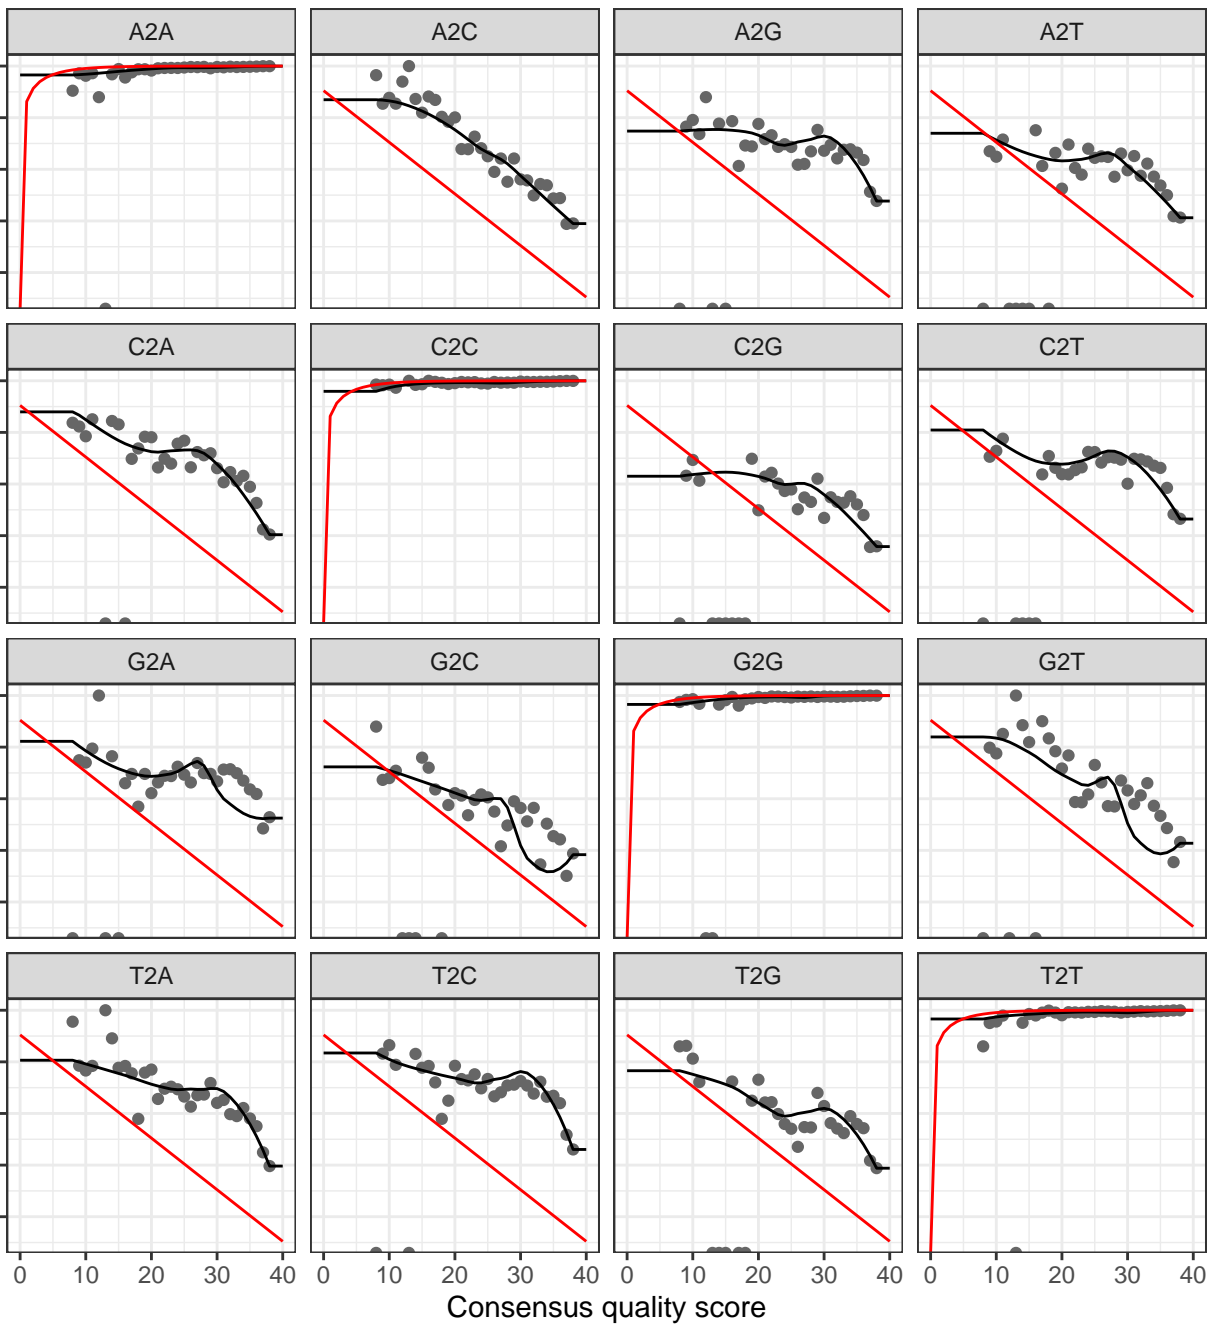 A2A A2C A2G A2T
C2A C2C C2G C2T
G2A G2C G2G G2T
T2A T2C T2G T2T
0 10 20 30 40 0 10 20 30 40 0 10 20 30 40 0 10 20 30 40
Consensus quality score